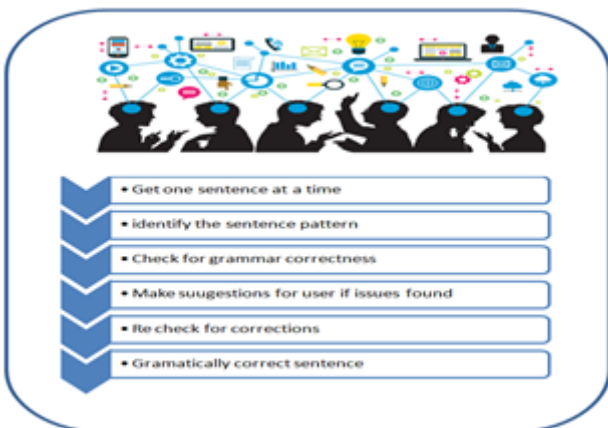 • Get one sentence at a time
• identify the sentence pattern
• Check for grammar correctness
• Make suugestions for user if issues found
• Re check for corrections
• Gramatically correct sentence